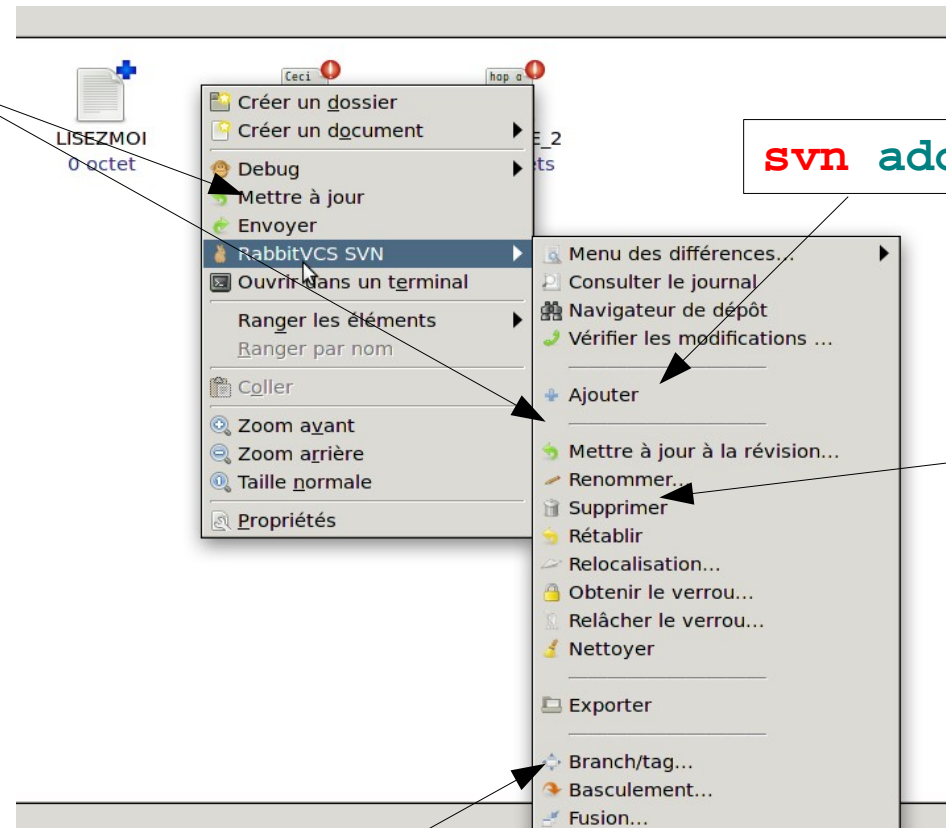 Ceci
hop a
LISEZMOI
0 octet
E_2
ts
svn add
Créer un dossier
Créer un document
Debug
Mettre à jour
Envoyer
RabbitVCS SVN
Ouvrir dans un terminal
Ranger les éléments
Ranger par nom
Coller
Zoom avant
Zoom arrière
Taille normale
Propriétés
Menu des différences...
Consulter le journal
Navigateur de dépôt
Vérifier les modifications ...
Ajouter
Mettre à jour à la révision...
Renommer...
Supprimer
Rétablir
Relocalisation...
Obtenir le verrou...
Relâcher le verrou...
Nettoyer
Exporter
Branch/tag...
Basculement...
Fusion...